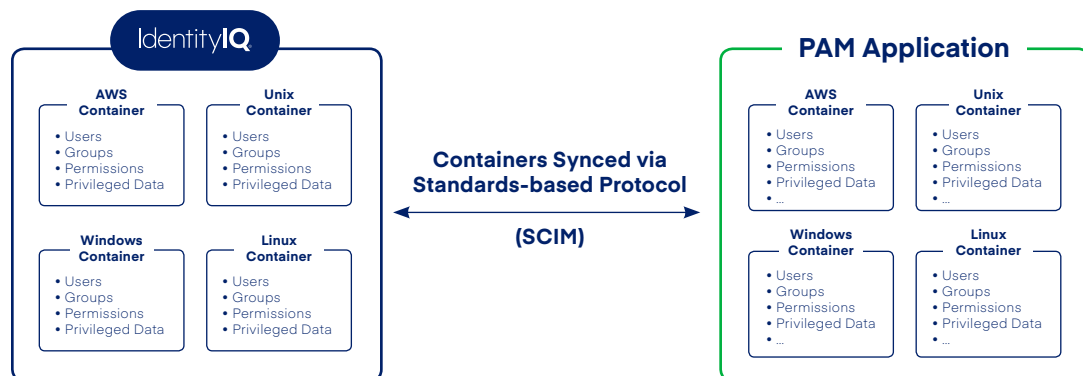 IdentityIQ
AWS
Container
• Users
• Groups
• Permissions
• Privileged Data
Unix
Container
• Users
• Groups
• Permissions
• Privileged Data
Windows
Container
• Users
• Groups
• Permissions
• Privileged Data
Linux
Container
• Users
• Groups
• Permissions
• Privileged Data
Containers Synced via
Standards-based Protocol
(SCIM)
PAM Application
AWS
Container
• Users
• Groups
• Permissions
• Privileged Data
• ...
Unix
Container
• Users
• Groups
• Permissions
• Privileged Data
• ...
Windows
Container
• Users
• Groups
• Permissions
• Privileged Data
• ...
Linux
Container
• Users
• Groups
• Permissions
• Privileged Data
• ...